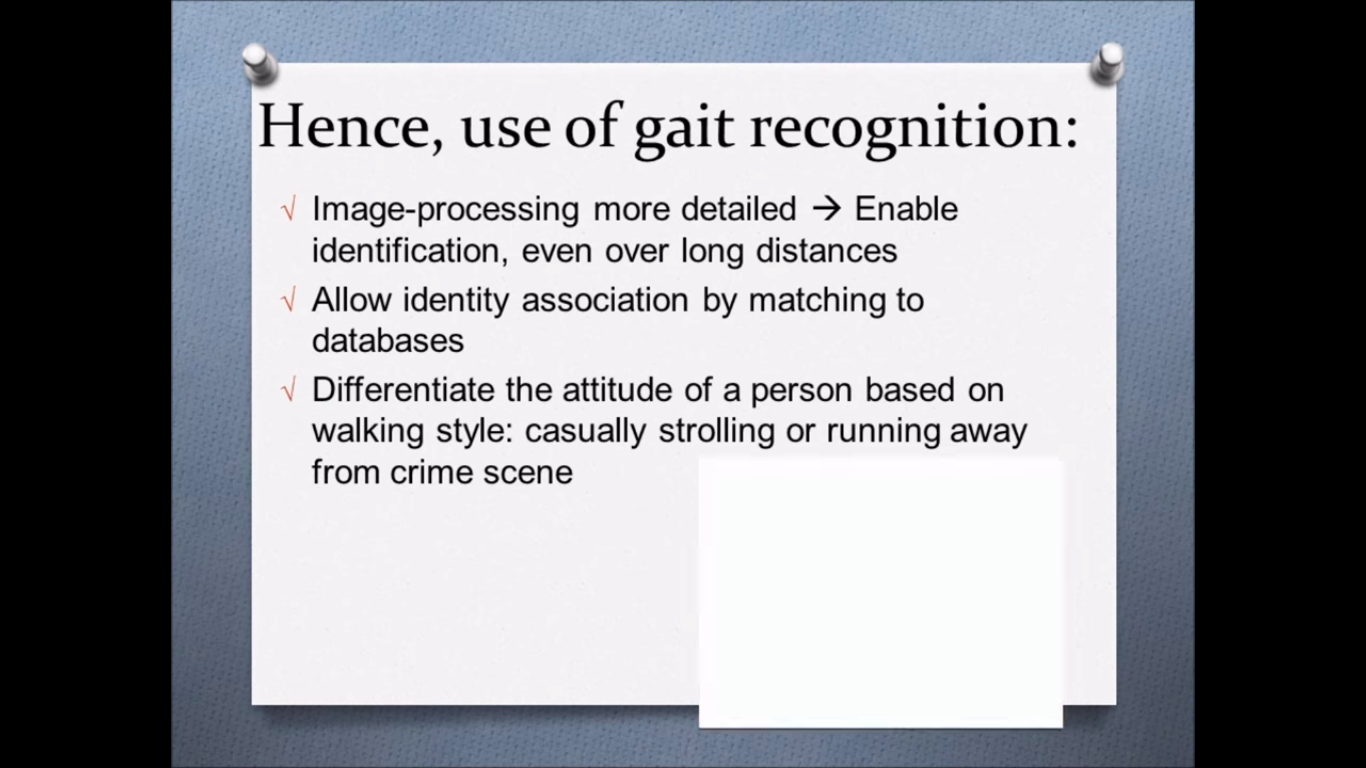 Hence, use of gait recognition:
√ Image-processing more detailed → Enable
identification, even over long distances
√ Allow identity association by matching to
databases
√ Differentiate the attitude of a person based on
walking style: casually strolling or running away
from crime scene